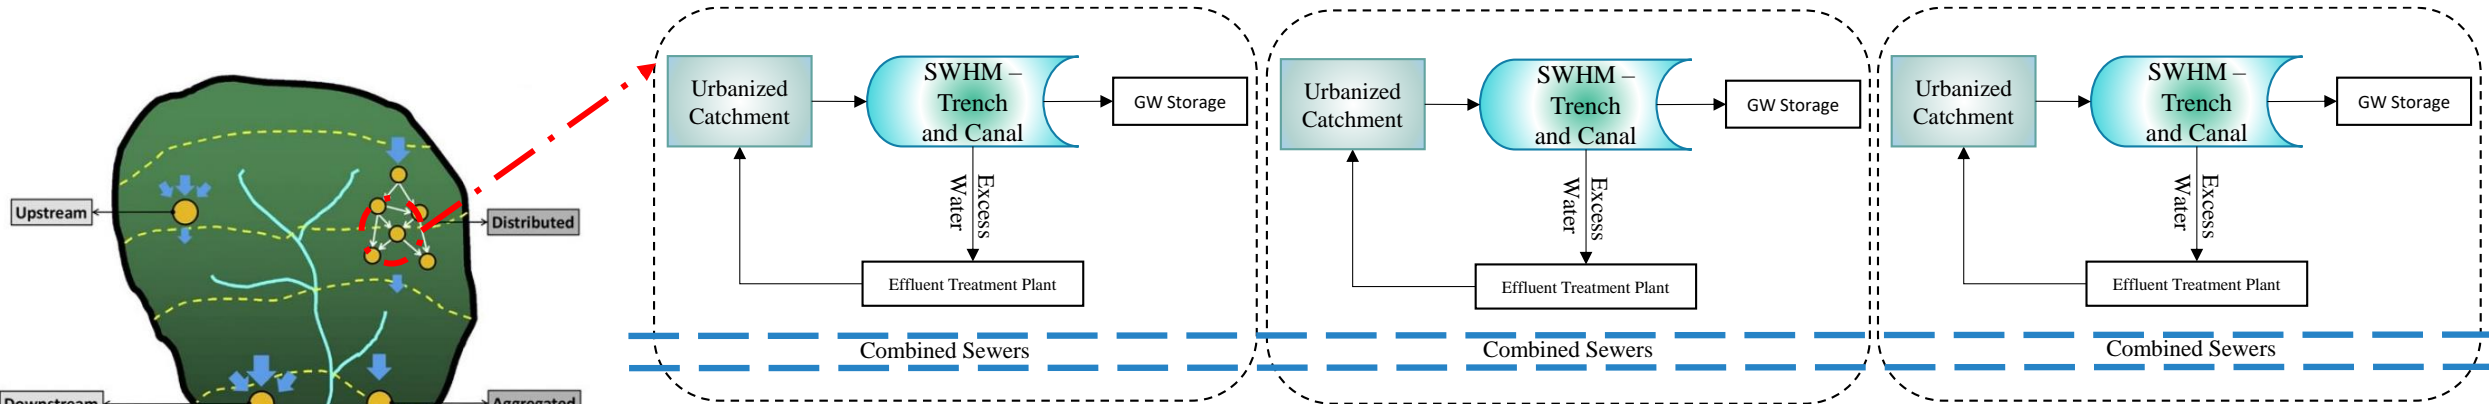 Upstream
Distributed
Downstream
Aggregated
Urbanized
Catchment
SWHM –
Trench
and Canal
GW Storage
Excess
Water
Effluent Treatment Plant
Combined Sewers
Urbanized
Catchment
SWHM –
Trench
and Canal
GW Storage
Excess
Water
Effluent Treatment Plant
Combined Sewers
Urbanized
Catchment
SWHM –
Trench
and Canal
GW Storage
Excess
Water
Effluent Treatment Plant
Combined Sewers